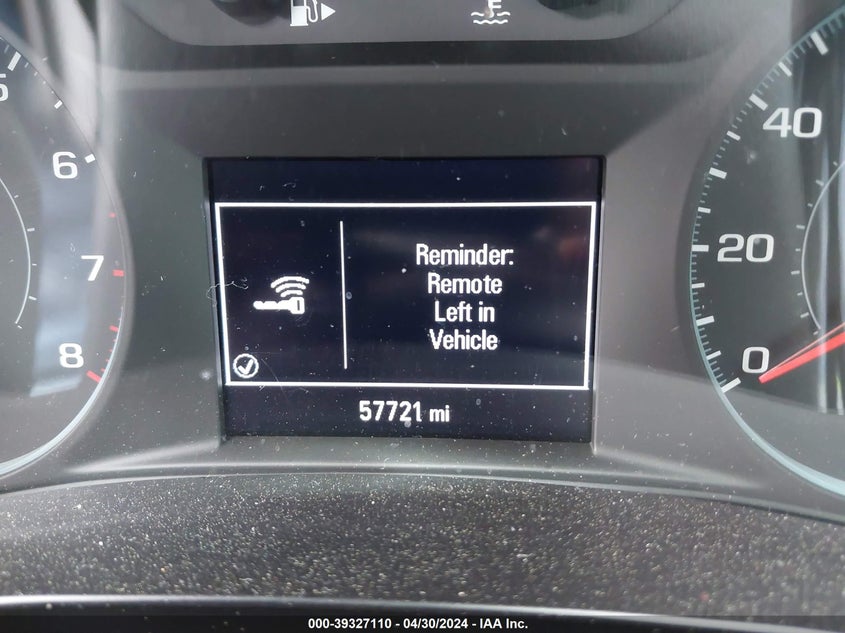 E
5
6
7
8
40
20
0
Reminder:
Remote
Left in
Vehicle
57721 mi
000-39327110 - 04/30/2024 - IAA Inc.